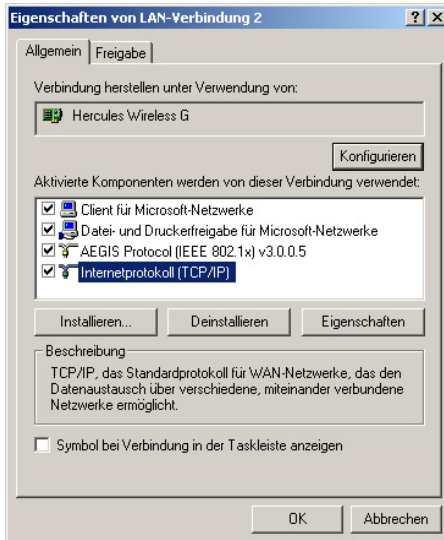 Eigenschaften von LAN-Verbindung 2
Allgemein
Freigabe
Verbindung herstellen unter Verwendung von:
Hercules Wireless G
Konfigurieren
Aktivierte Komponenten werden von dieser Verbindung verwendet:
Client für Microsoft-Netzwerke
Datei- und Druckerfreigabe für Microsoft-Netzwerke
AEGIS Protocol (IEEE 802.1x) v3.0.0.5
Internetprotokoll (TCP/IP)
Installieren...
Deinstallieren
Eigenschaften
Beschreibung
TCP/IP, das Standardprotokoll für WAN-Netzwerke, das den
Datenaustausch über verschiedene, miteinander verbundene
Netzwerke ermöglicht.
Symbol bei Verbindung in der Taskleiste anzeigen
OK
Abbrechen